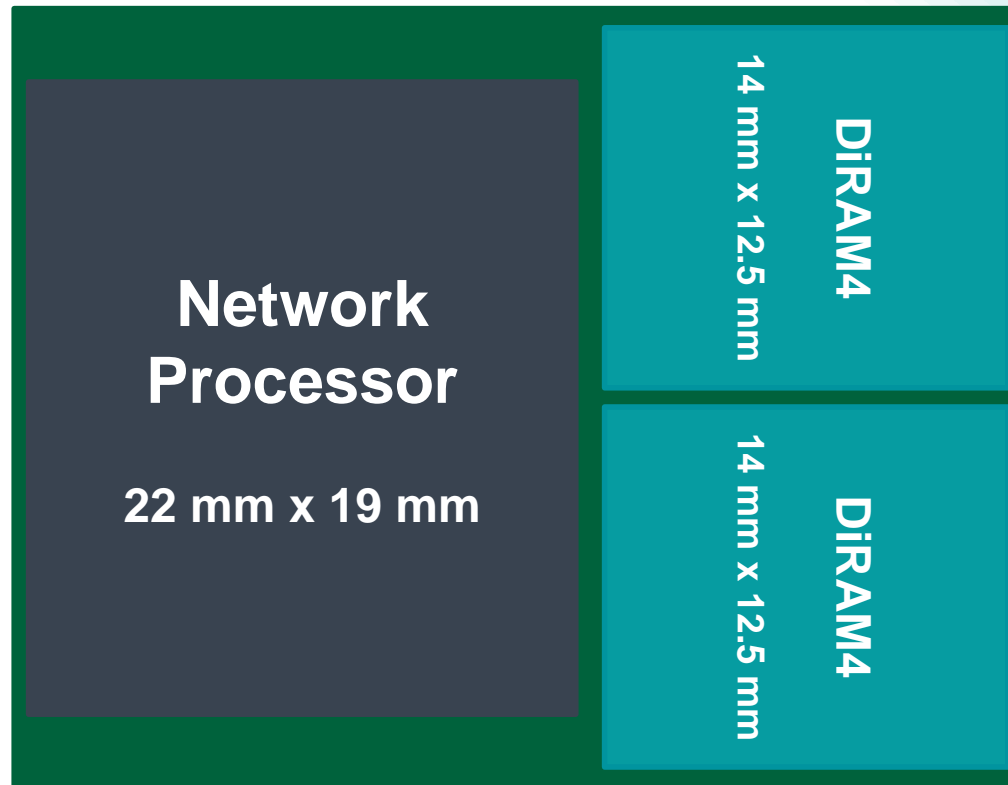 Network
Processor
22 mm x 19 mm
DiRAM4
14 mm x 12.5 mm
DiRAM4
14 mm x 12.5 mm